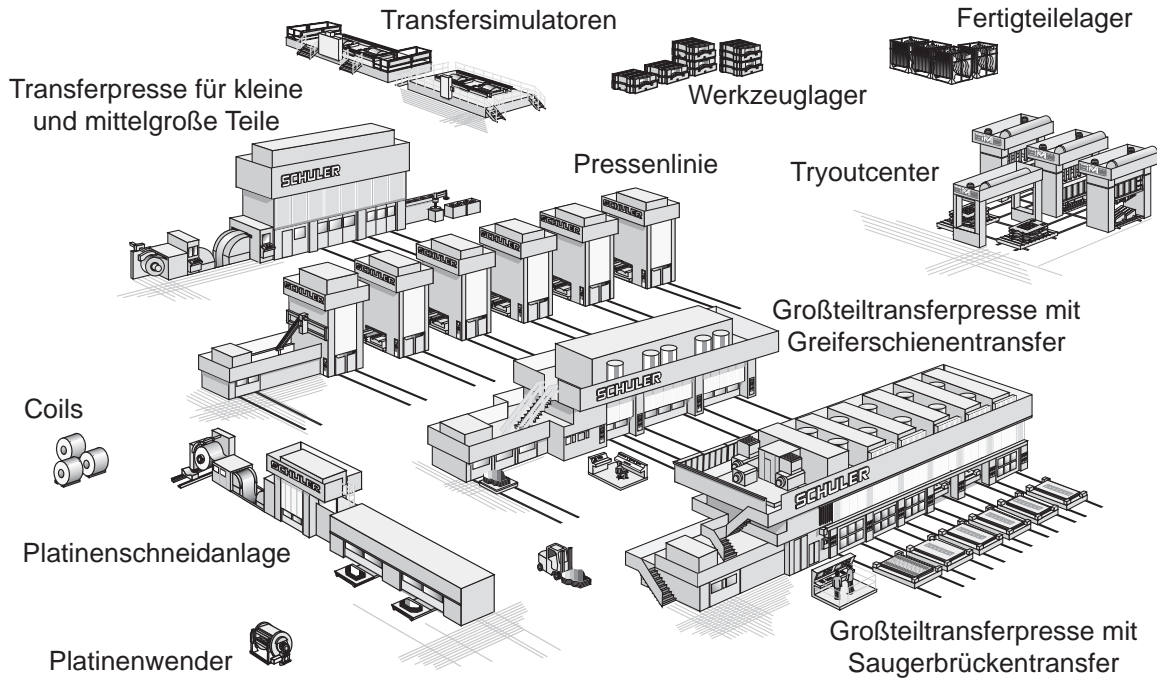 Transfersimulatoren
Fertigteilelager
Transferpresse für kleine
und mittelgroße Teile
Werkzeuglager
SCHULER
Pressenlinie
Tryoutcenter
SCHULER
SCHULER
SCHULER
SCHULER
SCHULER
SCHULER
Großteiltransferpresse mit
Greiferschienentransfer
SCHULER
Coils
SCHULER
SCHULER
Platinenschneidanlage
Großteiltransferpresse mit
Saugerbrückentransfer
Platinenwender